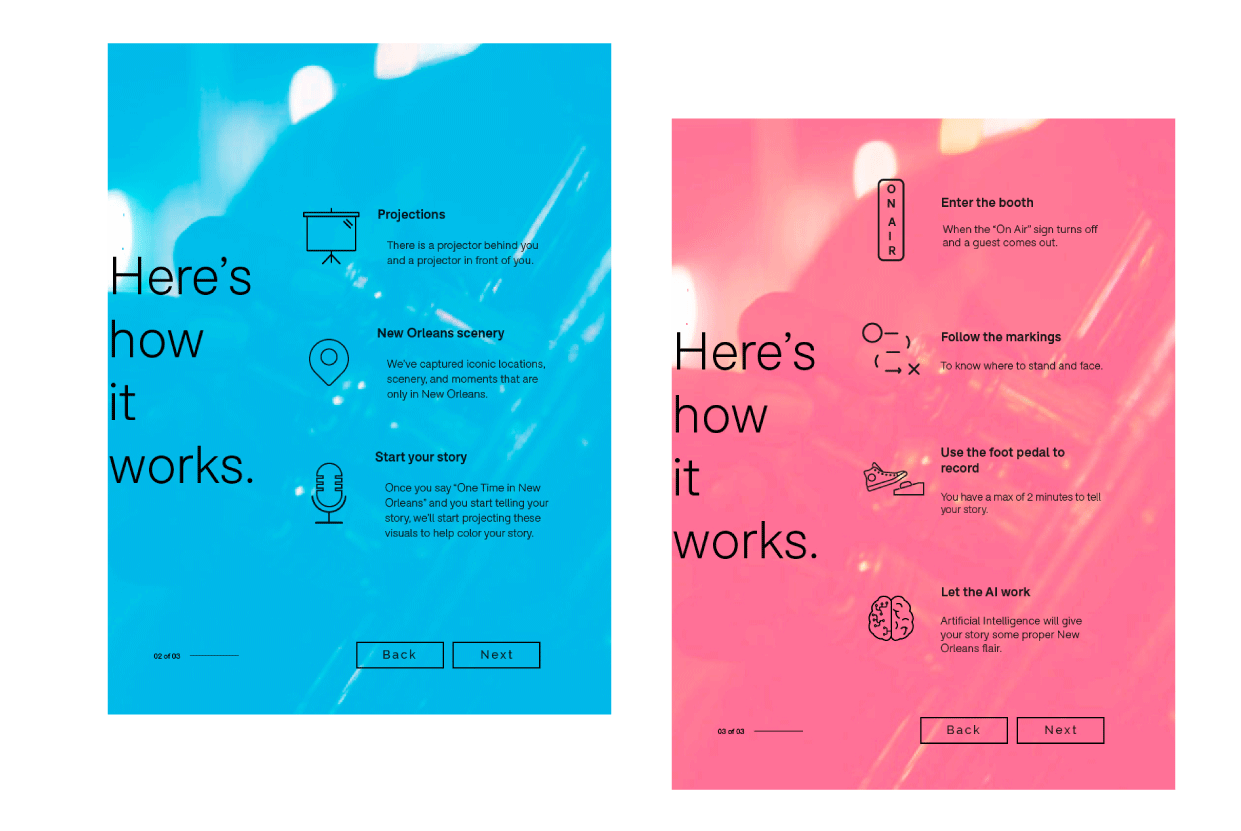 Here's
how
it
works.
Projections
There is a projector behind you
and a projector in front of you.
New Orleans scenery
We've captured iconic locations,
scenery, and moments that are
only in New Orleans.
Start your story
Once you say "One Time in New
Orleans" and you start telling your
story, we'll start projecting these
visuals to help color your story.
02 of 03
Back
Next
Here's
how
it
works.
ON AIR
Enter the booth
When the "On Air" sign turns off
and a guest comes out.
Follow the markings
To know where to stand and face.
Use the foot pedal to
record
You have a max of 2 minutes to tell
your story.
Let the AI work
Artificial Intelligence will give
your story some proper New
Orleans flair.
03 of 03
Back
Next